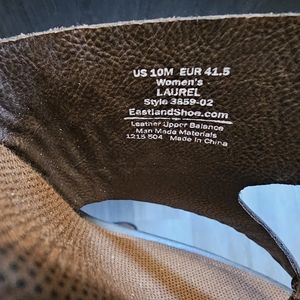 US 10M EUR 41.5
Women's
LAUREL
Style 3859-02
EastlandShoe.com
Leather Upper Balance
Man Made Materials
1215 504 Made in China